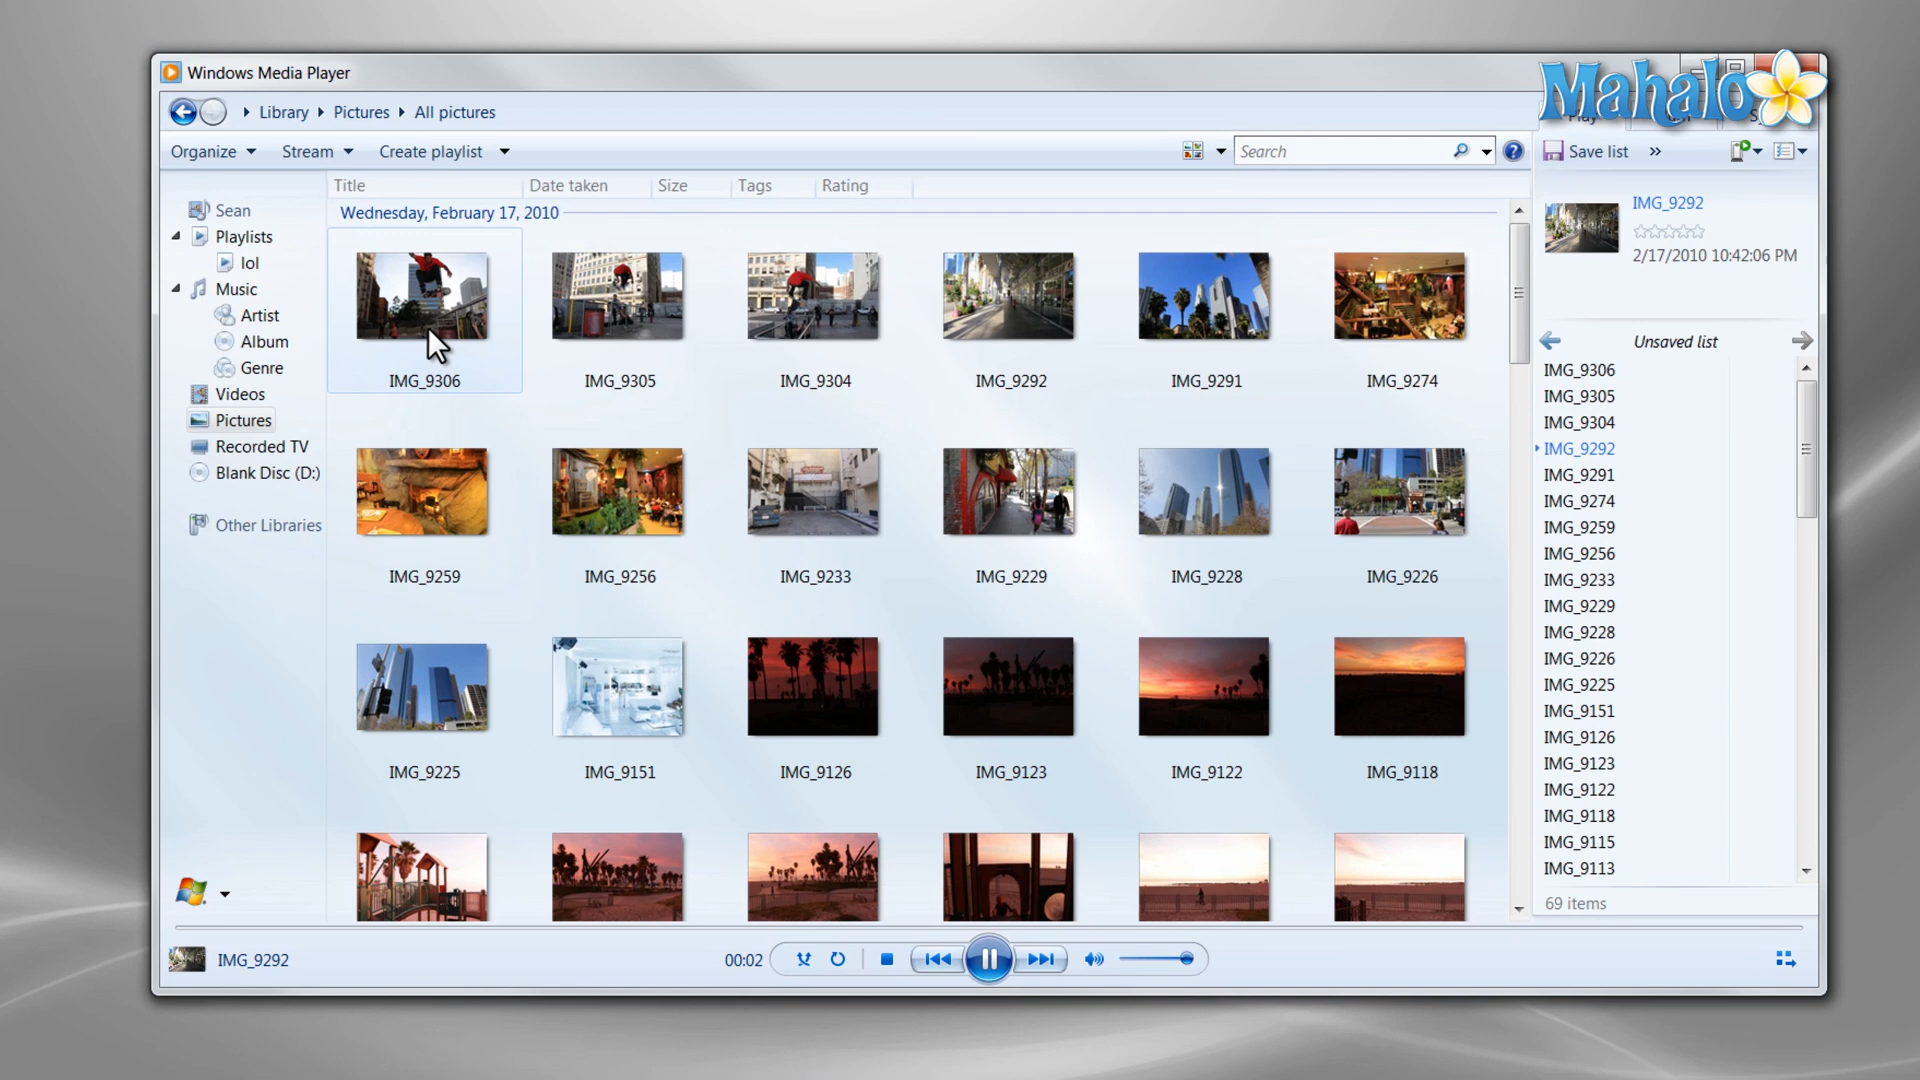 Windows Media Player
Mahalo
Library Pictures All pictures
Play
Organize Stream Create playlist Search Save list »
Title Date taken Size Tags Rating
Wednesday, February 17, 2010
Sean
Playlists
lol
Music
Artist
Album
Genre
Videos
Pictures
Recorded TV
Blank Disc (D:)
Other Libraries
IMG_9306 IMG_9305 IMG_9304 IMG_9292 IMG_9291 IMG_9274
IMG_9259 IMG_9256 IMG_9233 IMG_9229 IMG_9228 IMG_9226
IMG_9225 IMG_9151 IMG_9126 IMG_9123 IMG_9122 IMG_9118
IMG_9292
2/17/2010 10:42:06 PM
Unsaved list
IMG_9306
IMG_9305
IMG_9304
IMG_9292
IMG_9291
IMG_9274
IMG_9259
IMG_9256
IMG_9233
IMG_9229
IMG_9228
IMG_9226
IMG_9225
IMG_9151
IMG_9126
IMG_9123
IMG_9122
IMG_9118
IMG_9115
IMG_9113
69 items
IMG_9292 00:02